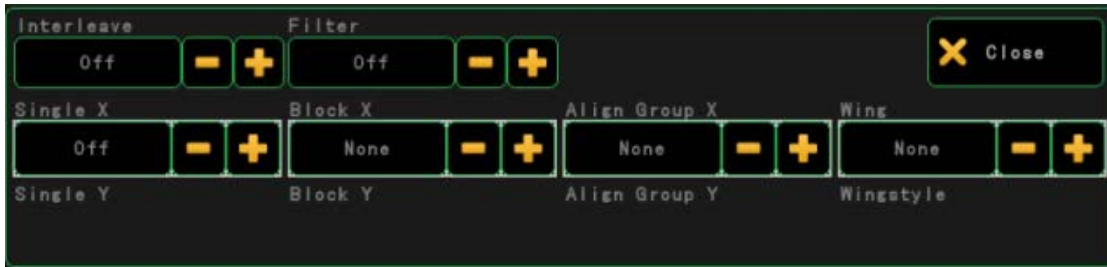 Interleave Filter
Off Off Close
Single X Block X Align Group X Wing
Off None None None
Single Y Block Y Align Group Y Wingstyle